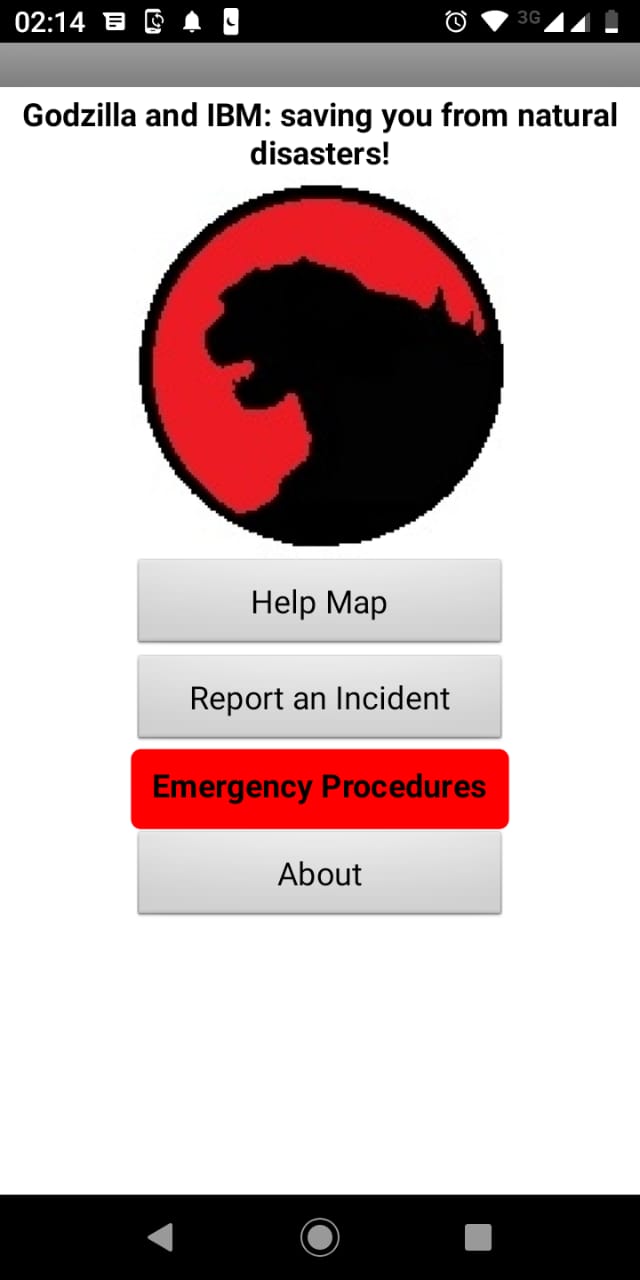 02:14
3G
Godzilla and IBM: saving you from natural
disasters!
Help Map
Report an Incident
Emergency Procedures
About